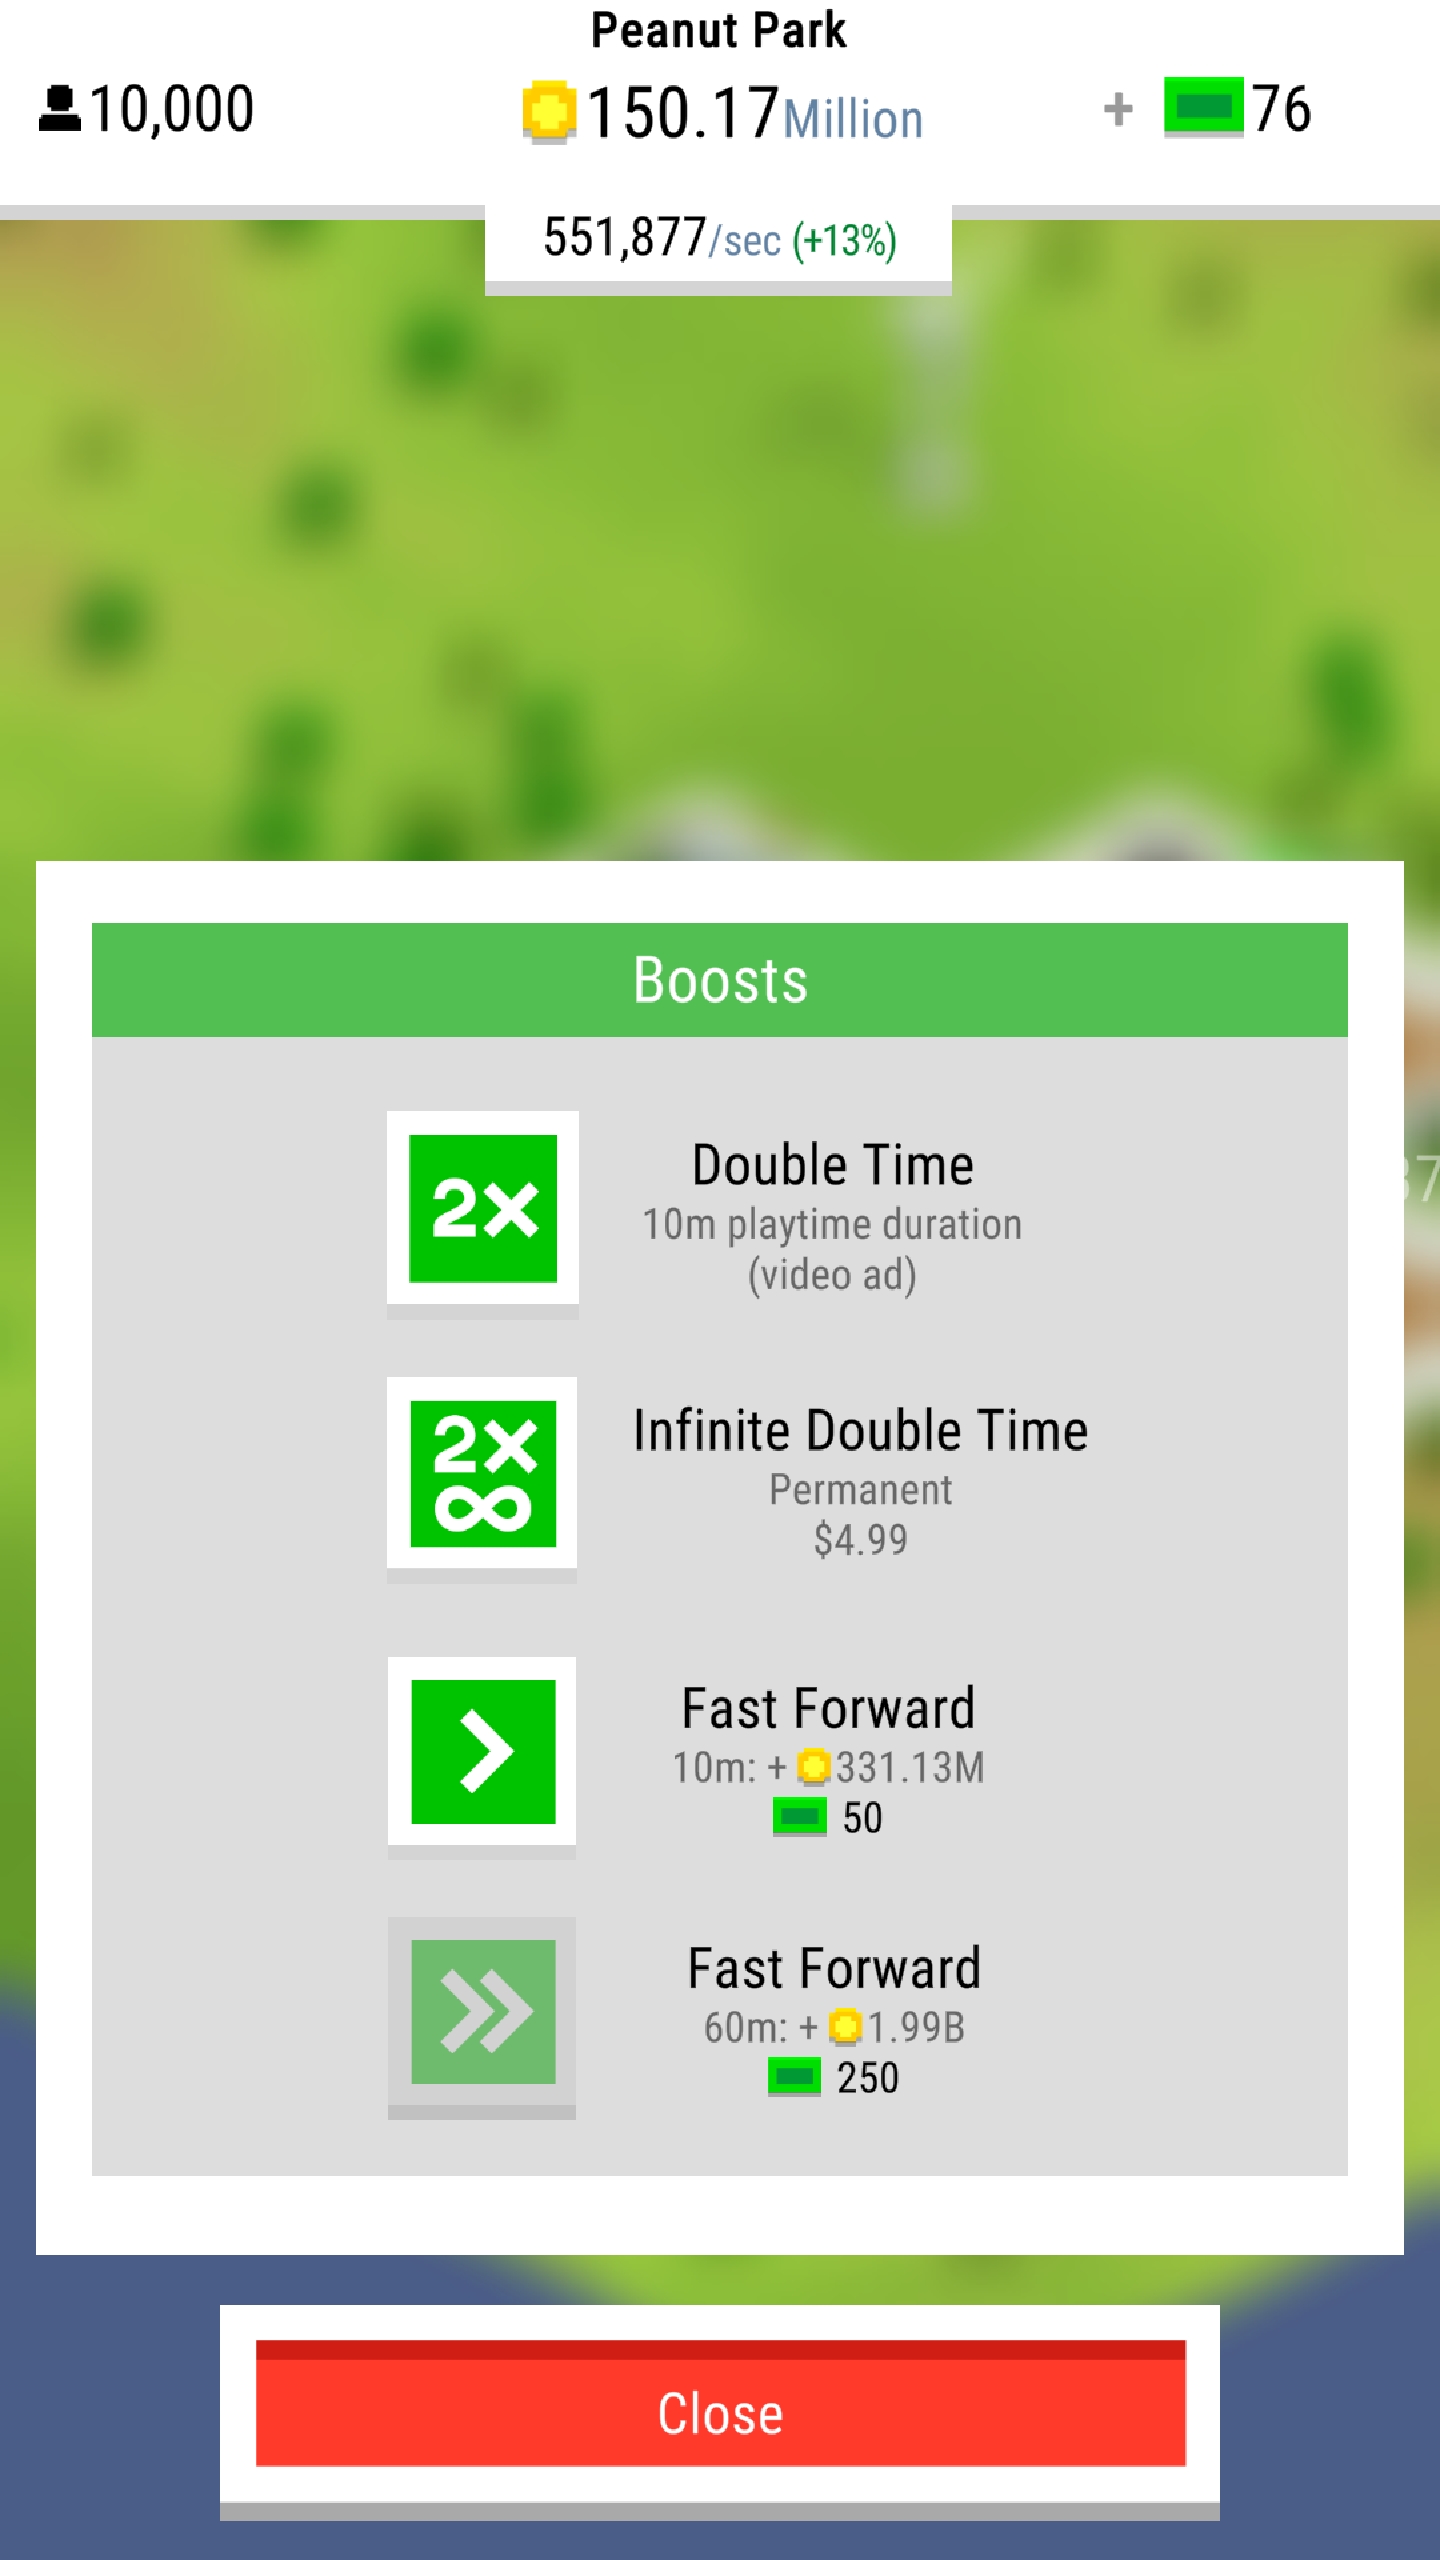 Peanut Park
10,000
150.17Million
+ 76
551,877/sec (+13%)
Boosts
2×
Double Time
10m playtime duration
(video ad)
2×
∞
Infinite Double Time
Permanent
$4.99
Fast Forward
10m: + 331.13M
50
Fast Forward
60m: + 1.99B
250
Close